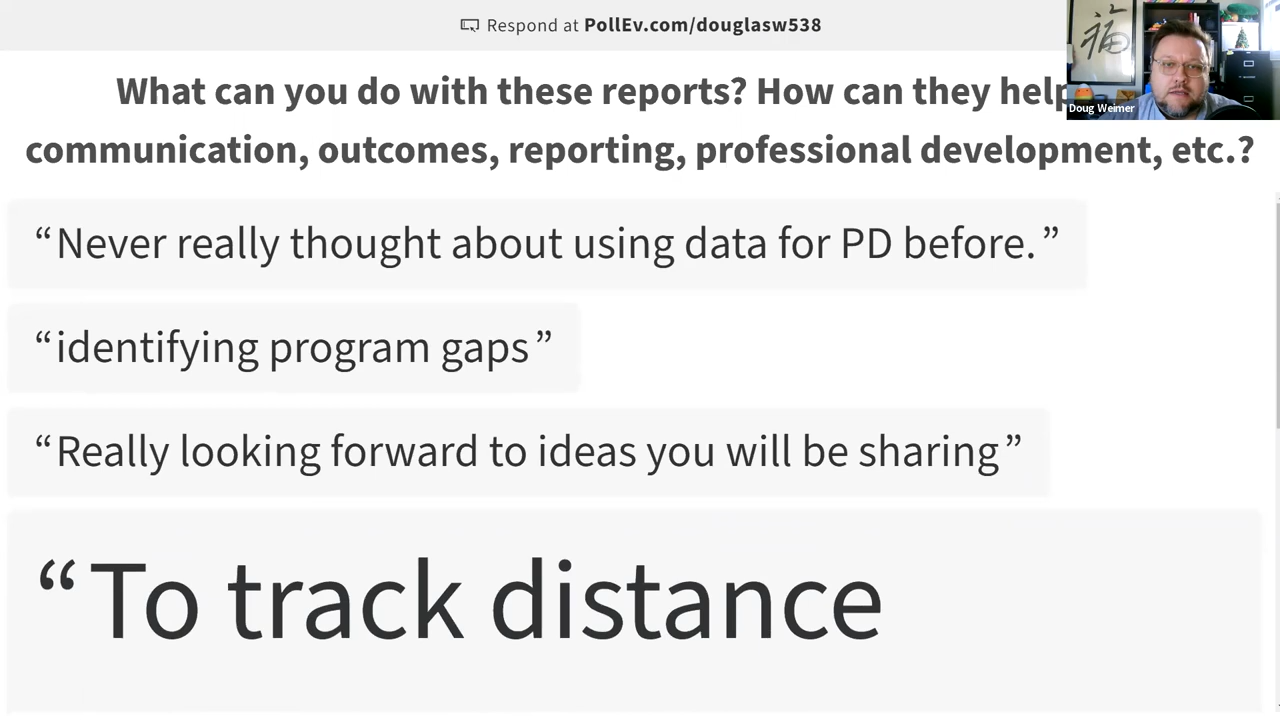 Respond at PollEv.com/douglasw538
What can you do with these reports? How can they help
communication, outcomes, reporting, professional development, etc.?
“Never really thought about using data for PD before.”
“identifying program gaps”
“Really looking forward to ideas you will be sharing”
“To track distance
福
Doug Weimer